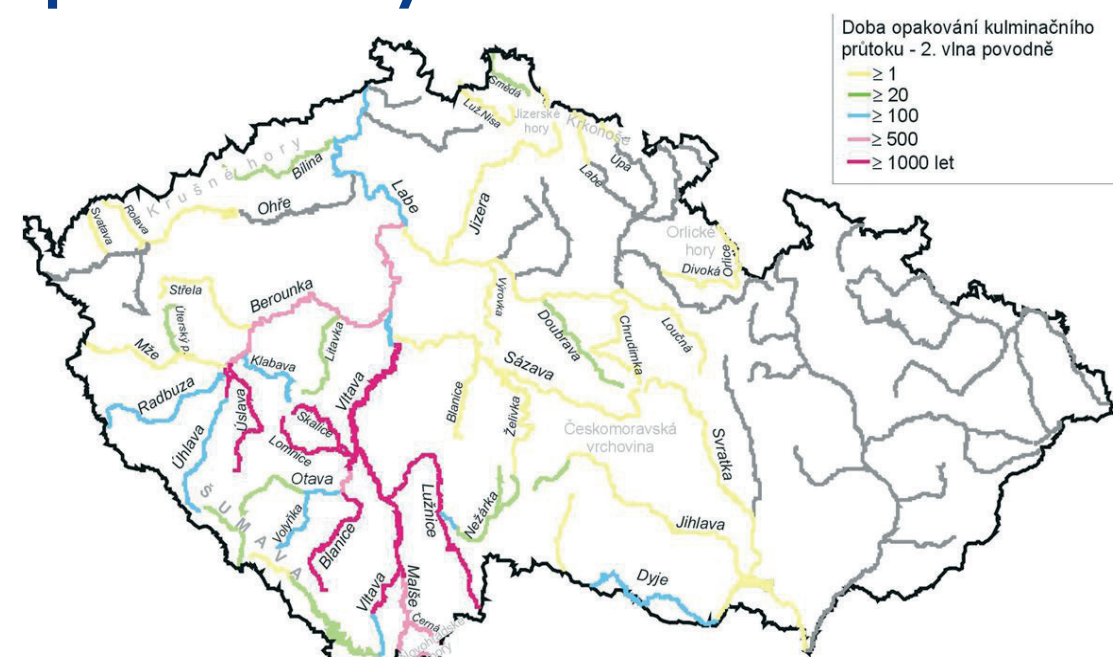 Doba opakování kulminačního
průtoku - 2. vlna povodně
≥ 1
≥ 20
≥ 100
≥ 500
≥ 1000 let
Smědá
Luž.Nisa
Jizerské
hory
Krkonoše
Úpa
Labe
Krušné hory
Bílina
Labe
Jizera
Ohře
Rolava
Svatava
Orlické
hory
Divoká
Orlice
Střela
Berounka
Úterský p.
Litavka
Výrovka
Doubrava
Chrudimka
Loučná
Mže
Klabava
Sázava
Radbuza
Úslava
Vltava
Blanice
Želivka
Českomoravská
vrchovina
Skalice
Lomnice
Úhlava
Svratka
Otava
ŠUMAVA
Volyňka
Blanice
Lužnice
Nežárka
Jihlava
Vltava
Malše
Černá
Dyje
hory